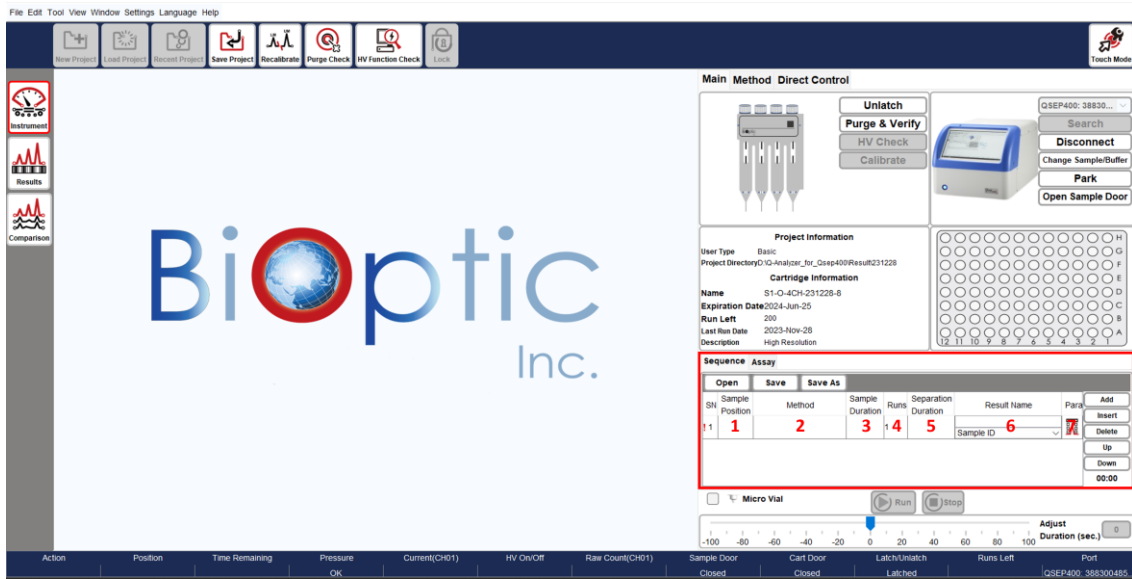 File Edit Tool View Window Settings Language Help
New Project
Load Project
Recent Project
Save Project
Recalibrate
Purge Check
HV Function Check
Lock
Touch Mode
Instrument
Results
Comparison
BiOptic
Inc.
Main Method Direct Control
Unlatch
Purge & Verify
HV Check
Calibrate
QSEP400: 38830...
Search
Disconnect
Change Sample/Buffer
Park
Open Sample Door
Project Information
User Type Basic
Project Directory D:\Q-Analyzer_for_Qsep400\Result\231228
Cartridge Information
Name S1-O-4CH-231228-8
Expiration Date 2024-Jun-25
Run Left 200
Last Run Date 2023-Nov-28
Description High Resolution
H
G
F
E
D
C
B
A
12 11 10 9 8 7 6 5 4 3 2 1
Sequence Assay
Open Save Save As
SN Sample Position Method Sample Duration Runs Separation Duration Result Name Para
! 1 1 2 3 1 4 5 6 7
Sample ID
Add
Insert
Delete
Up
Down
00:00
Micro Vial
Run
Stop
-100 -80 -60 -40 -20 0 20 40 60 80 100
Adjust
Duration (sec.) 0
Action Position Time Remaining Pressure Current(CH01) HV On/Off Raw Count(CH01) Sample Door Cart Door Latch/Unlatch Runs Left Port
OK Closed Closed Latched QSEP400: 388300485